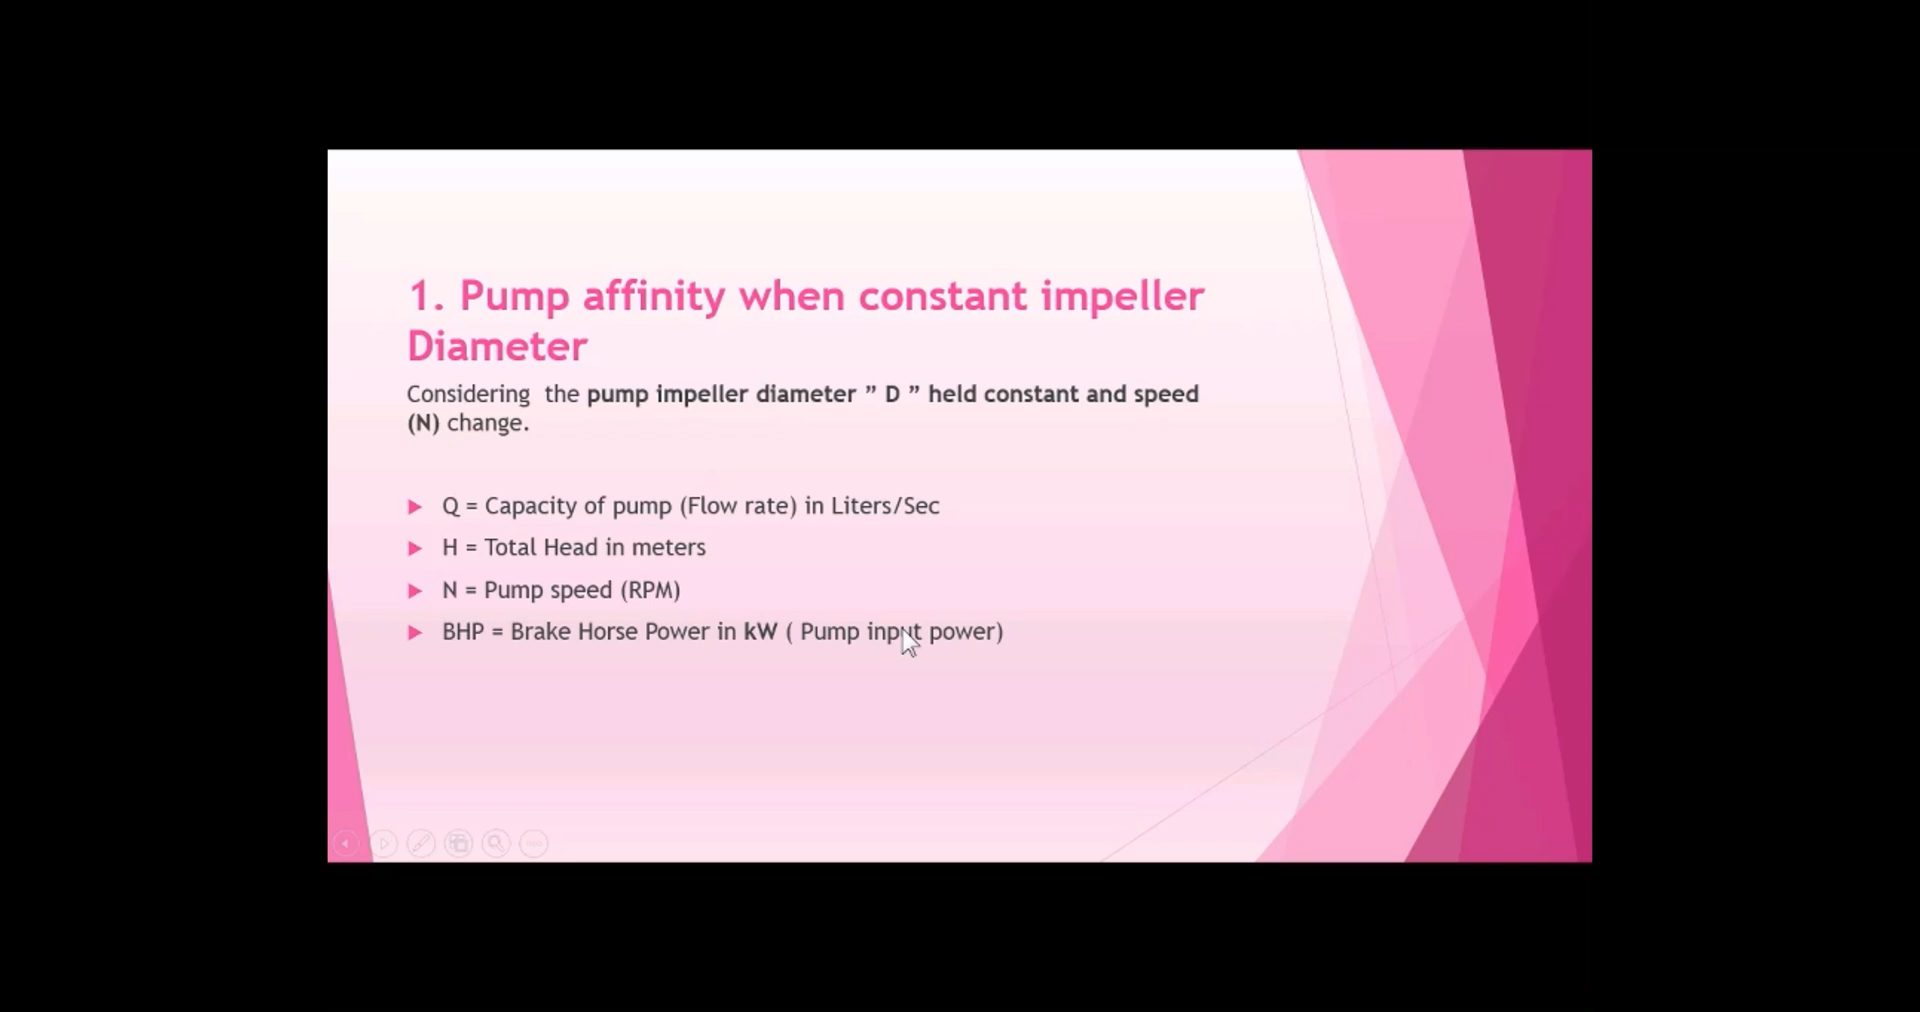 1. Pump affinity when constant impeller
Diameter
Considering the pump impeller diameter ” D ” held constant and speed
(N) change.
Q = Capacity of pump (Flow rate) in Liters/Sec
H = Total Head in meters
N = Pump speed (RPM)
BHP = Brake Horse Power in kW ( Pump input power)